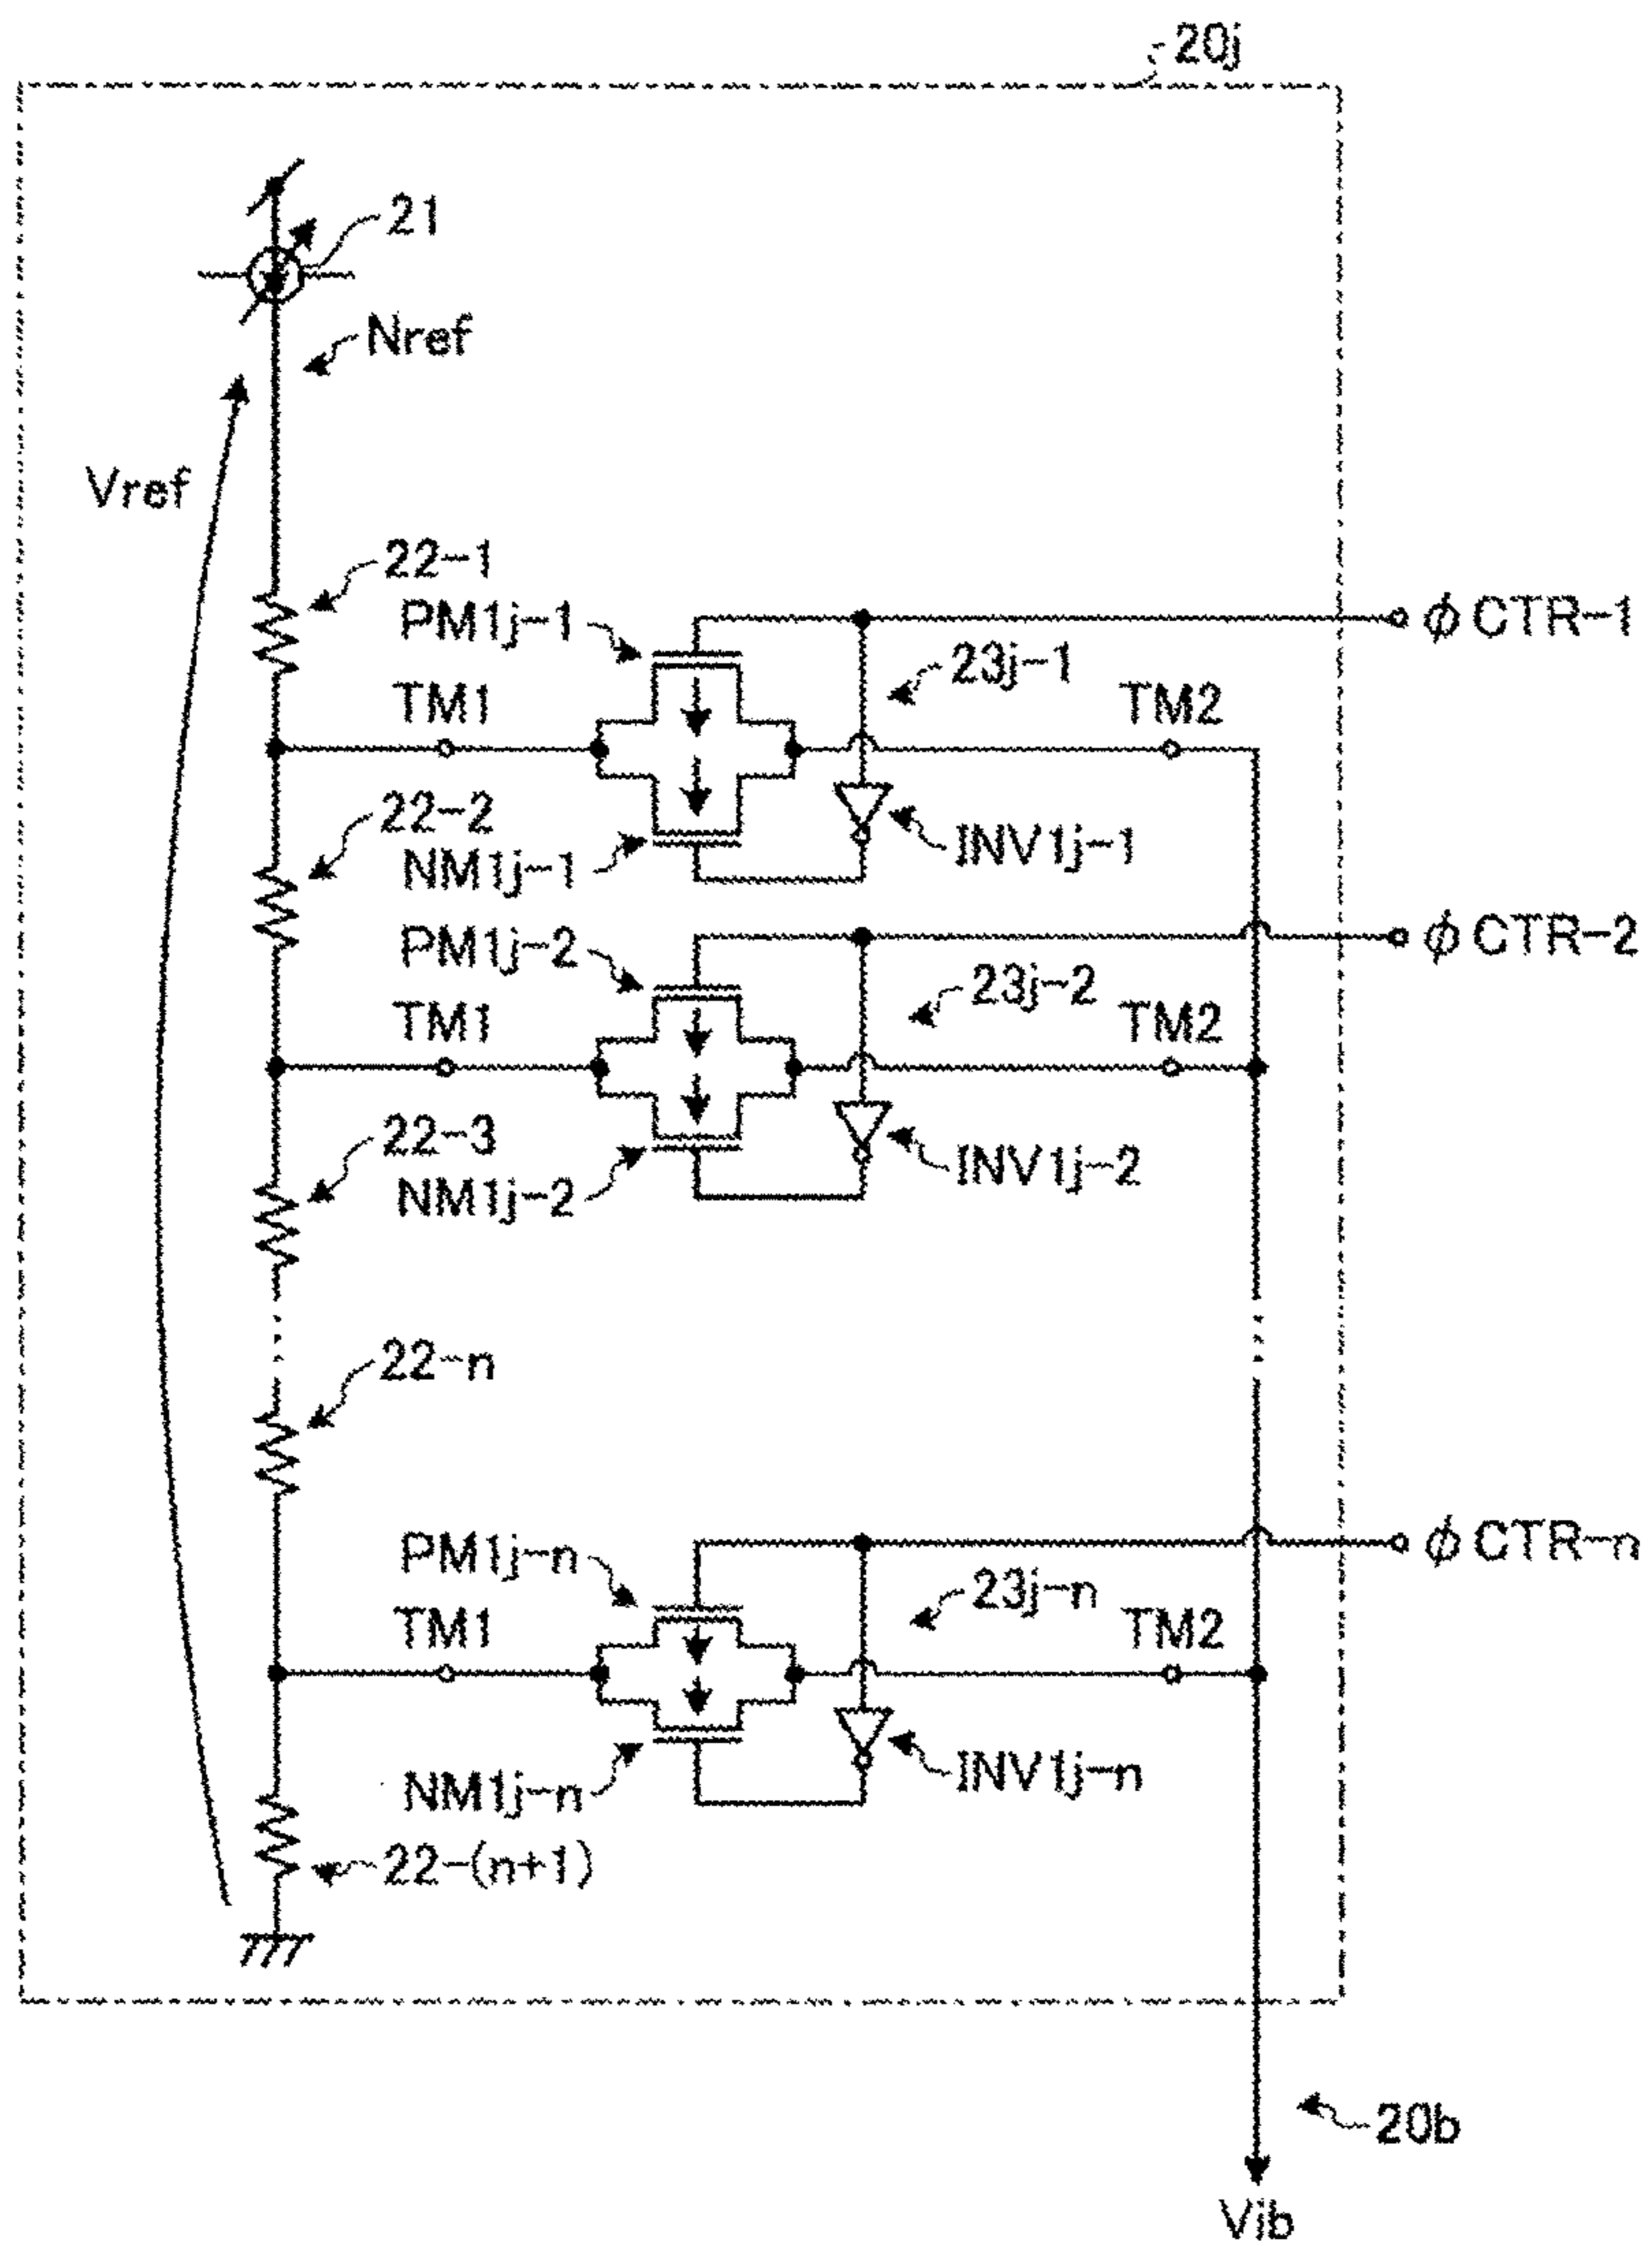 20j
21
Nref
Vref
22-1
PM1j-1
ϕCTR-1
23j-1
TM1
TM2
22-2
INV1j-1
NM1j-1
PM1j-2
ϕCTR-2
23j-2
TM1
TM2
22-3
INV1j-2
NM1j-2
22-n
PM1j-n
ϕCTR-n
23j-n
TM1
TM2
INV1j-n
NM1j-n
22-(n+1)
20b
Vib